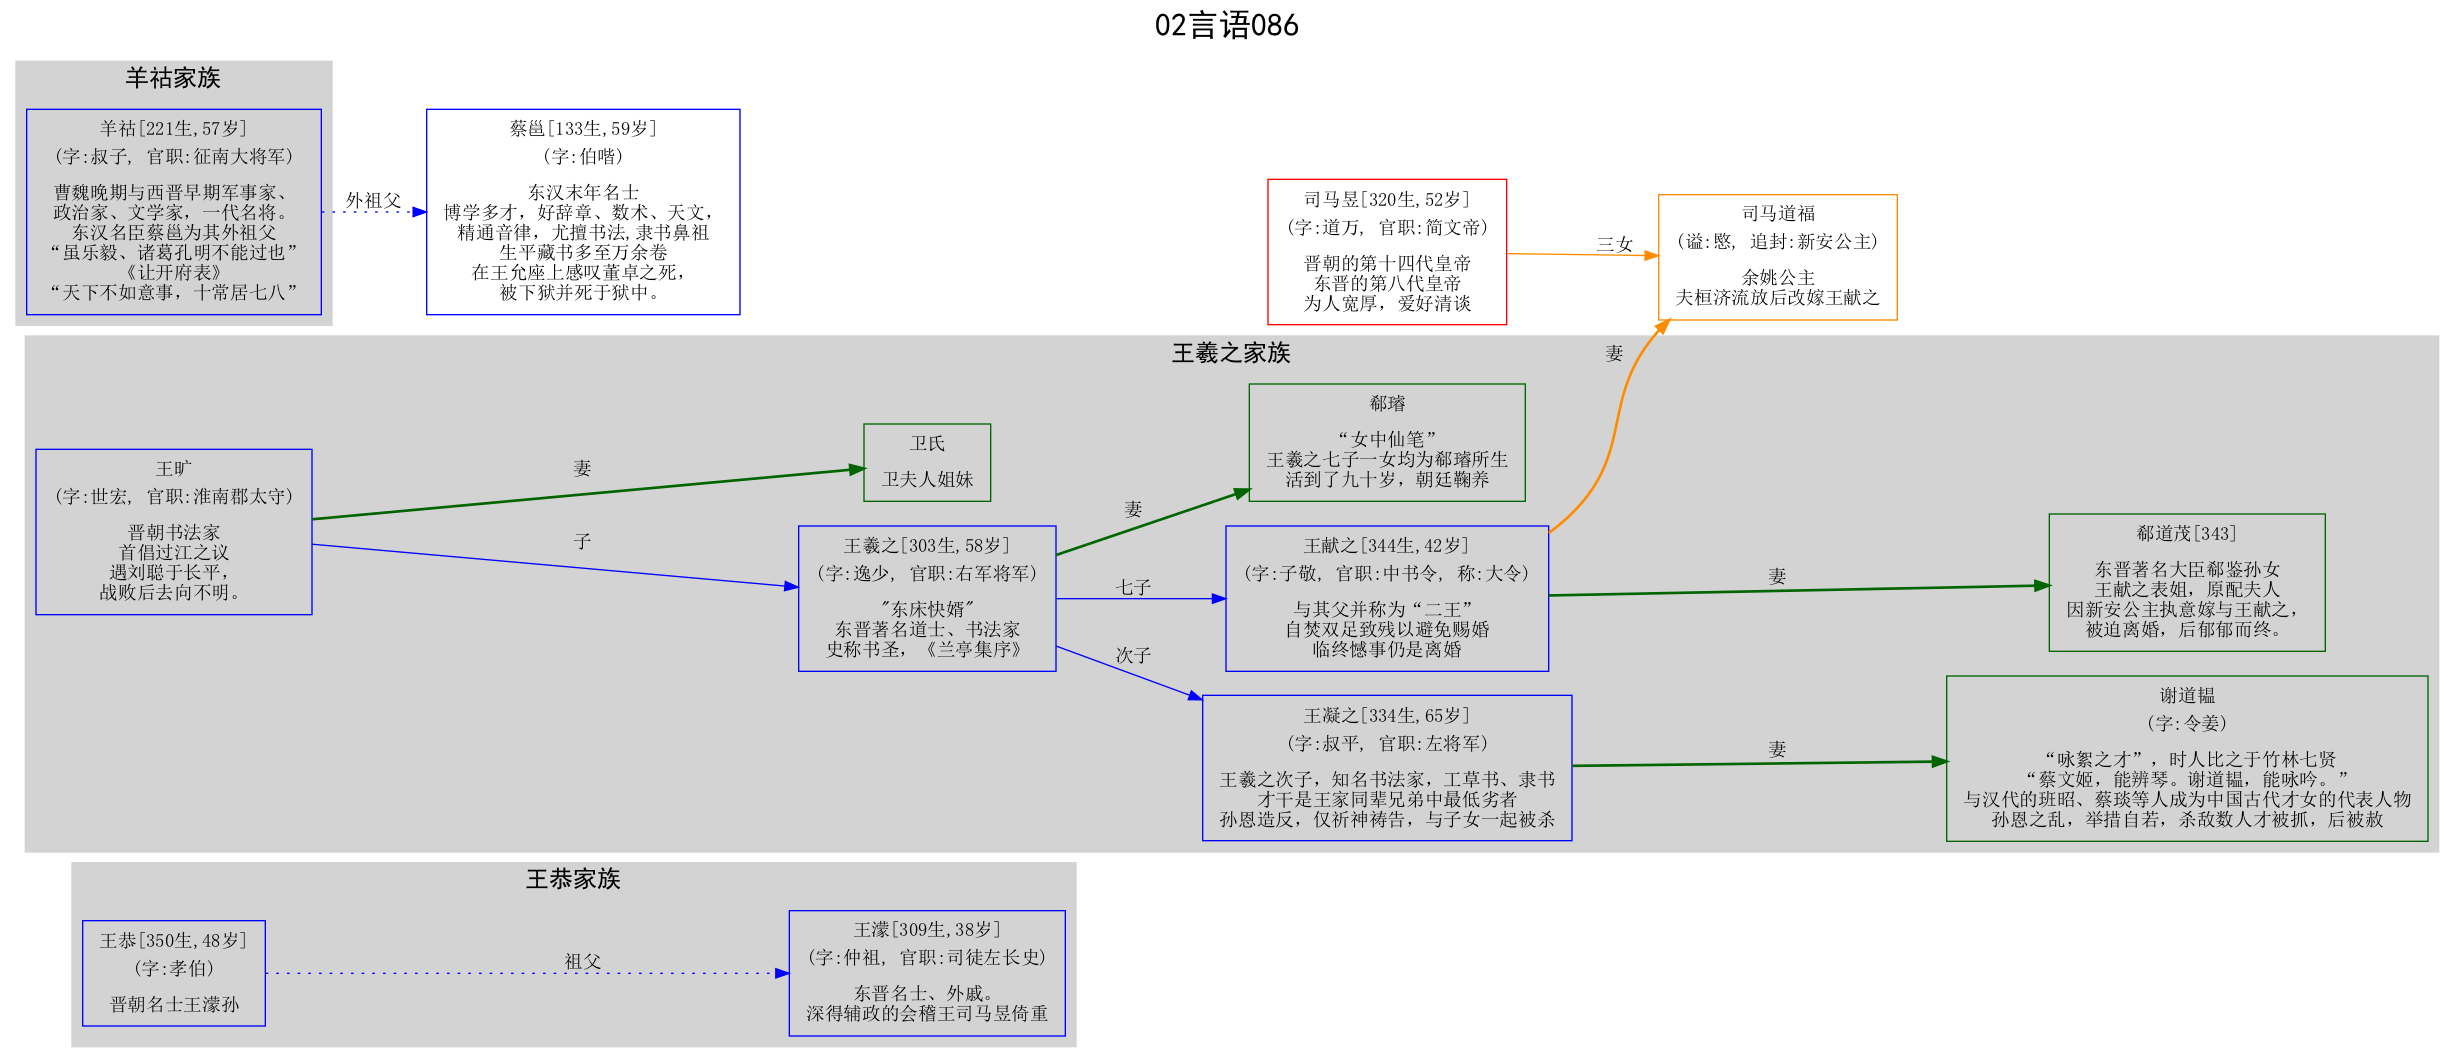 02言语086
羊祜家族
羊祜[221生,57岁]
(字:叔子, 官职:征南大将军)
曹魏晚期与西晋早期军事家、
政治家、文学家，一代名将。
东汉名臣蔡邕为其外祖父
“虽乐毅、诸葛孔明不能过也”
《让开府表》
“天下不如意事，十常居七八”
外祖父
蔡邕[133生,59岁]
(字:伯喈)
东汉末年名士
博学多才，好辞章、数术、天文，
精通音律，尤擅书法,隶书鼻祖
生平藏书多至万余卷
在王允座上感叹董卓之死，
被下狱并死于狱中。
司马昱[320生,52岁]
(字:道万, 官职:简文帝)
晋朝的第十四代皇帝
东晋的第八代皇帝
为人宽厚，爱好清谈
三女
司马道福
(谥:愍, 追封:新安公主)
余姚公主
夫桓济流放后改嫁王献之
王羲之家族
妻
王旷
(字:世宏, 官职:淮南郡太守)
晋朝书法家
首倡过江之议
遇刘聪于长平，
战败后去向不明。
妻
子
卫氏
卫夫人姐妹
王羲之[303生,58岁]
(字:逸少, 官职:右军将军)
"东床快婿"
东晋著名道士、书法家
史称书圣，《兰亭集序》
妻
七子
次子
郗璿
“女中仙笔”
王羲之七子一女均为郗璿所生
活到了九十岁，朝廷鞠养
王献之[344生,42岁]
(字:子敬, 官职:中书令, 称:大令)
与其父并称为“二王”
自焚双足致残以避免赐婚
临终憾事仍是离婚
妻
郗道茂[343]
东晋著名大臣郗鉴孙女
王献之表姐，原配夫人
因新安公主执意嫁与王献之，
被迫离婚，后郁郁而终。
王凝之[334生,65岁]
(字:叔平, 官职:左将军)
王羲之次子，知名书法家，工草书、隶书
才干是王家同辈兄弟中最低劣者
孙恩造反，仅祈神祷告，与子女一起被杀
妻
谢道韫
(字:令姜)
“咏絮之才”，时人比之于竹林七贤
“蔡文姬，能辨琴。谢道韫，能咏吟。”
与汉代的班昭、蔡琰等人成为中国古代才女的代表人物
孙恩之乱，举措自若，杀敌数人才被抓，后被赦
王恭家族
王恭[350生,48岁]
(字:孝伯)
晋朝名士王濛孙
祖父
王濛[309生,38岁]
(字:仲祖, 官职:司徒左长史)
东晋名士、外戚。
深得辅政的会稽王司马昱倚重